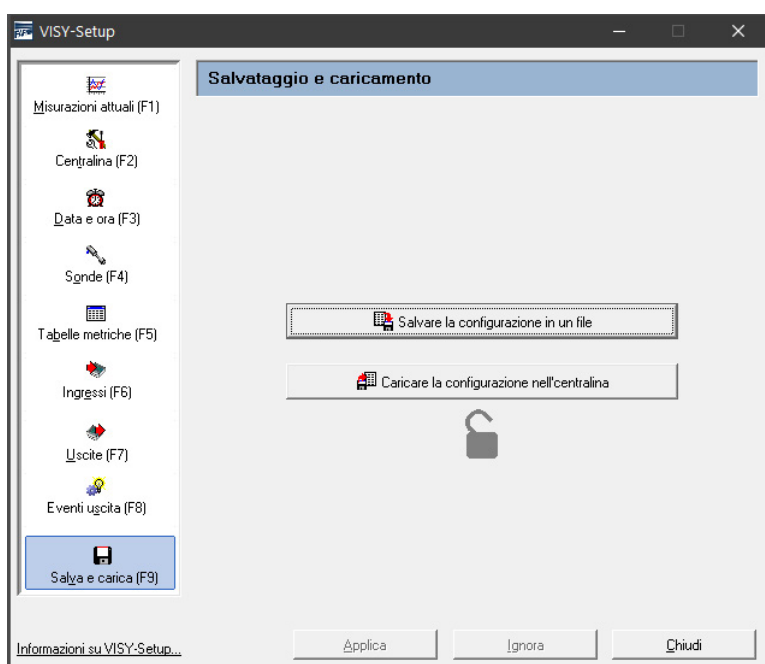 VISY-Setup
Salvataggio e caricamento
Misurazioni attuali (F1)
Centralina (F2)
Data e ora (F3)
Sonde (F4)
Tabelle metriche (F5)
Ingressi (F6)
Uscite (F7)
Eventi uscita (F8)
Salva e carica (F9)
Salvare la configurazione in un file
Caricare la configurazione nell'centralina
Informazioni su VISY-Setup...
Applica
Ignora
Chiudi